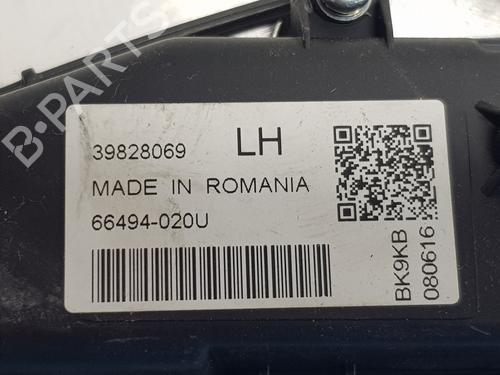 39828069 LH
MADE IN ROMANIA
66494-020U
BK9KB
080616
B-PARTS